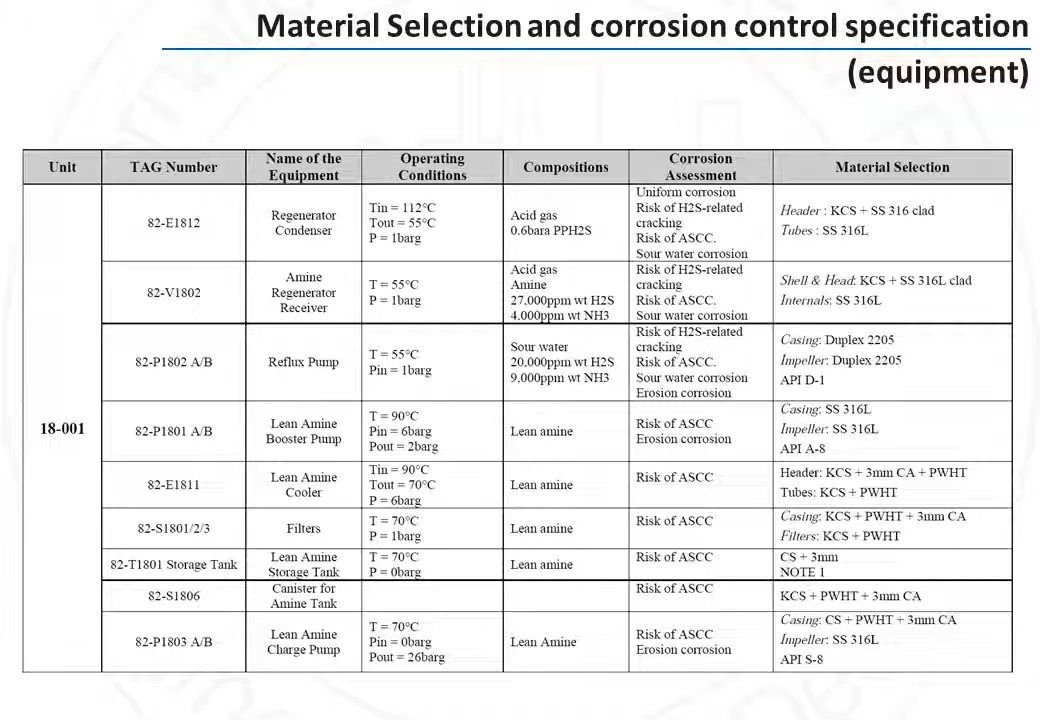 Material Selection and corrosion control specification
(equipment)
Unit
TAG Number
Name of the
Equipment
Operating
Conditions
Compositions
Corrosion
Assessment
Material Selection
18-001
82-E1812
Regenerator
Condenser
Tin = 112°C
Tout = 55°C
P = 1barg
Acid gas
0.6bara PPH2S
Uniform corrosion
Risk of H2S-related
cracking
Risk of ASCC.
Sour water corrosion
Header : KCS + SS 316 clad
Tubes : SS 316L
82-V1802
Amine
Regenerator
Receiver
T = 55°C
P = 1barg
Acid gas
Amine
27.000ppm wt H2S
4.000ppm wt NH3
Risk of H2S-related
cracking
Risk of ASCC.
Sour water corrosion
Shell & Head: KCS + SS 316L clad
Internals: SS 316L
82-P1802 A/B
Reflux Pump
T = 55°C
Pin = 1barg
Sour water
20.000ppm wt H2S
9.000ppm wt NH3
Risk of H2S-related
cracking
Risk of ASCC.
Sour water corrosion
Erosion corrosion
Casing: Duplex 2205
Impeller: Duplex 2205
API D-1
82-P1801 A/B
Lean Amine
Booster Pump
T = 90°C
Pin = 6barg
Pout = 2barg
Lean amine
Risk of ASCC
Erosion corrosion
Casing: SS 316L
Impeller: SS 316L
API A-8
82-E1811
Lean Amine
Cooler
Tin = 90°C
Tout = 70°C
P = 6barg
Lean amine
Risk of ASCC
Header: KCS + 3mm CA + PWHT
Tubes: KCS + PWHT
82-S1801/2/3
Filters
T = 70°C
P = 1barg
Lean amine
Risk of ASCC
Casing: KCS + PWHT + 3mm CA
Filters: KCS + PWHT
82-T1801 Storage Tank
Lean Amine
Storage Tank
T = 70°C
P = 0barg
Lean amine
Risk of ASCC
CS + 3mm
NOTE 1
82-S1806
Canister for
Amine Tank
Risk of ASCC
KCS + PWHT + 3mm CA
82-P1803 A/B
Lean Amine
Charge Pump
T = 70°C
Pin = 0barg
Pout = 26barg
Lean Amine
Risk of ASCC
Erosion corrosion
Casing: CS + PWHT + 3mm CA
Impeller: SS 316L
API S-8